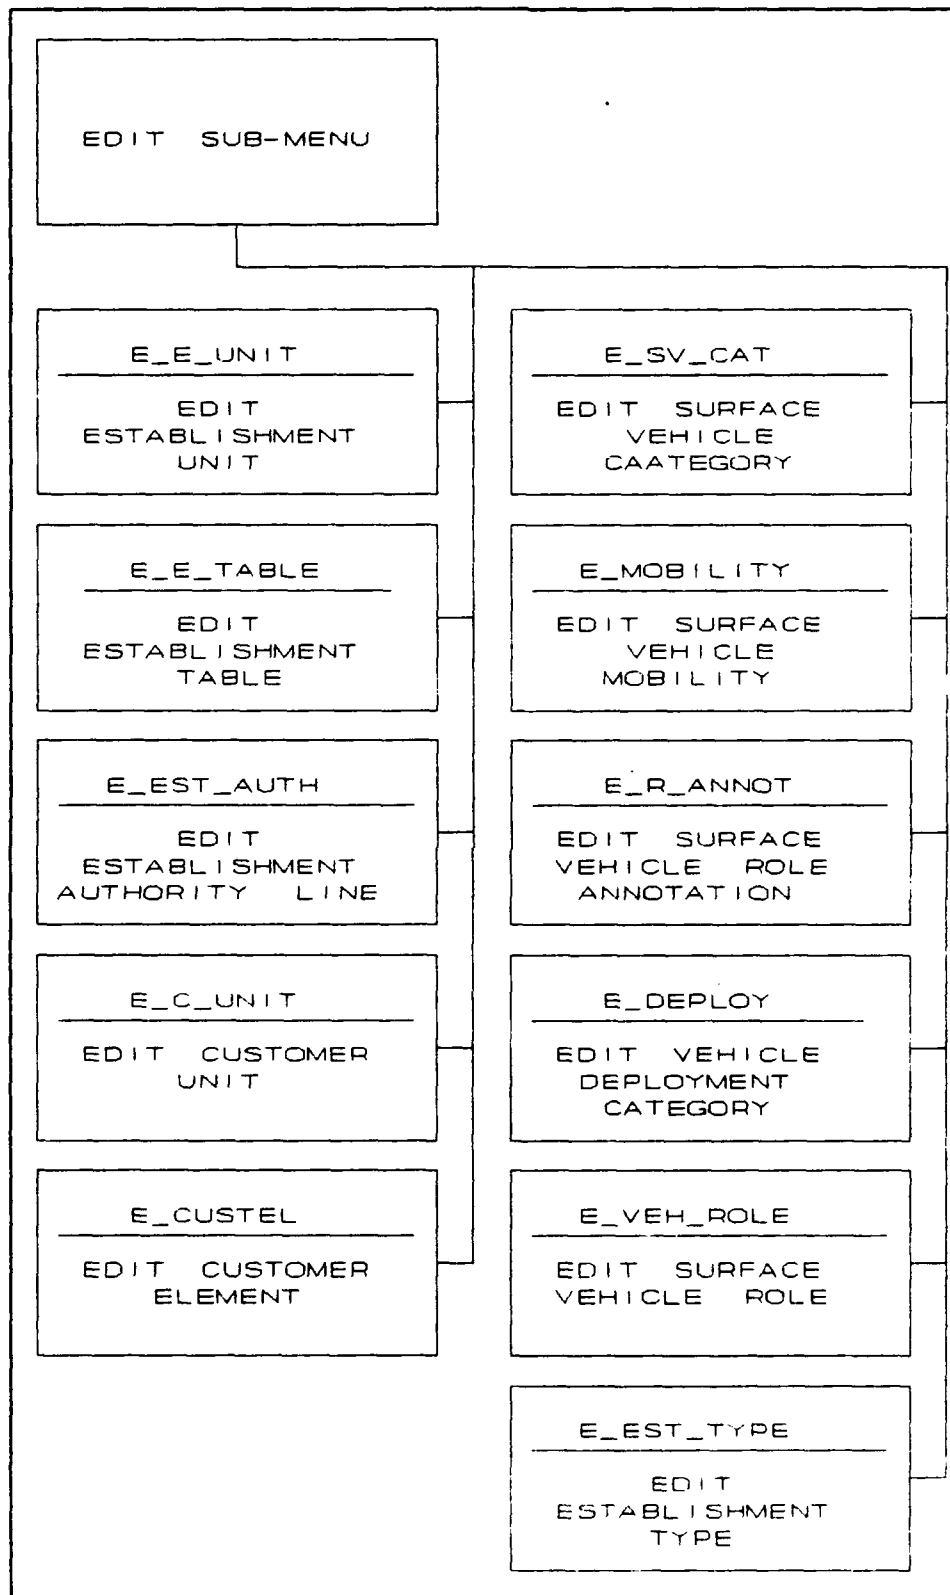 EDIT SUB-MENU
E_E_UNIT
EDIT
ESTABLISHMENT
UNIT
E_E_TABLE
EDIT
ESTABLISHMENT
TABLE
E_EST_AUTH
EDIT
ESTABLISHMENT
AUTHORITY LINE
E_C_UNIT
EDIT CUSTOMER
UNIT
E_CUSTEL
EDIT CUSTOMER
ELEMENT
E_SV_CAT
EDIT SURFACE
VEHICLE
CAATEGORY
E_MOBILITY
EDIT SURFACE
VEHICLE
MOBILITY
E_R_ANNOT
EDIT SURFACE
VEHICLE ROLE
ANNOTATION
E_DEPLOY
EDIT VEHICLE
DEPLOYMENT
CATEGORY
E_VEH_ROLE
EDIT SURFACE
VEHICLE ROLE
E_EST_TYPE
EDIT
ESTABLISHMENT
TYPE